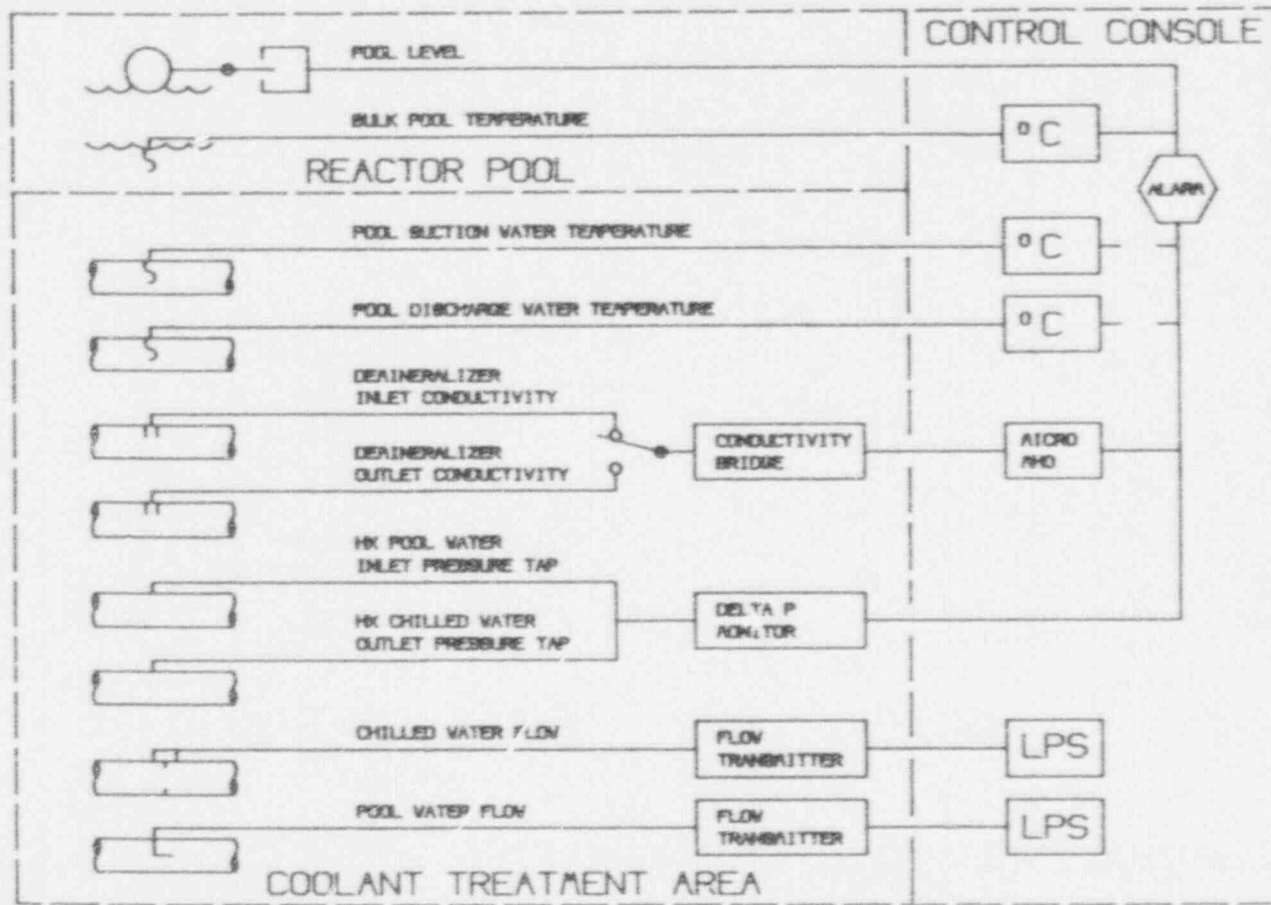 CONTROL CONSOLE
POOL LEVEL
BULK POOL TEMPERATURE
°C
REACTOR POOL
ALARM
POOL SUCTION WATER TEMPERATURE
°C
POOL DISCHARGE WATER TEMPERATURE
°C
DEMINERALIZER
INLET CONDUCTIVITY
CONDUCTIVITY
BRIDGE
MICRO
MHO
DEMINERALIZER
OUTLET CONDUCTIVITY
HX POOL WATER
INLET PRESSURE TAP
DELTA P
MONITOR
HX CHILLED WATER
OUTLET PRESSURE TAP
CHILLED WATER FLOW
FLOW
TRANSMITTER
LPS
POOL WATER FLOW
FLOW
TRANSMITTER
LPS
COOLANT TREATMENT AREA